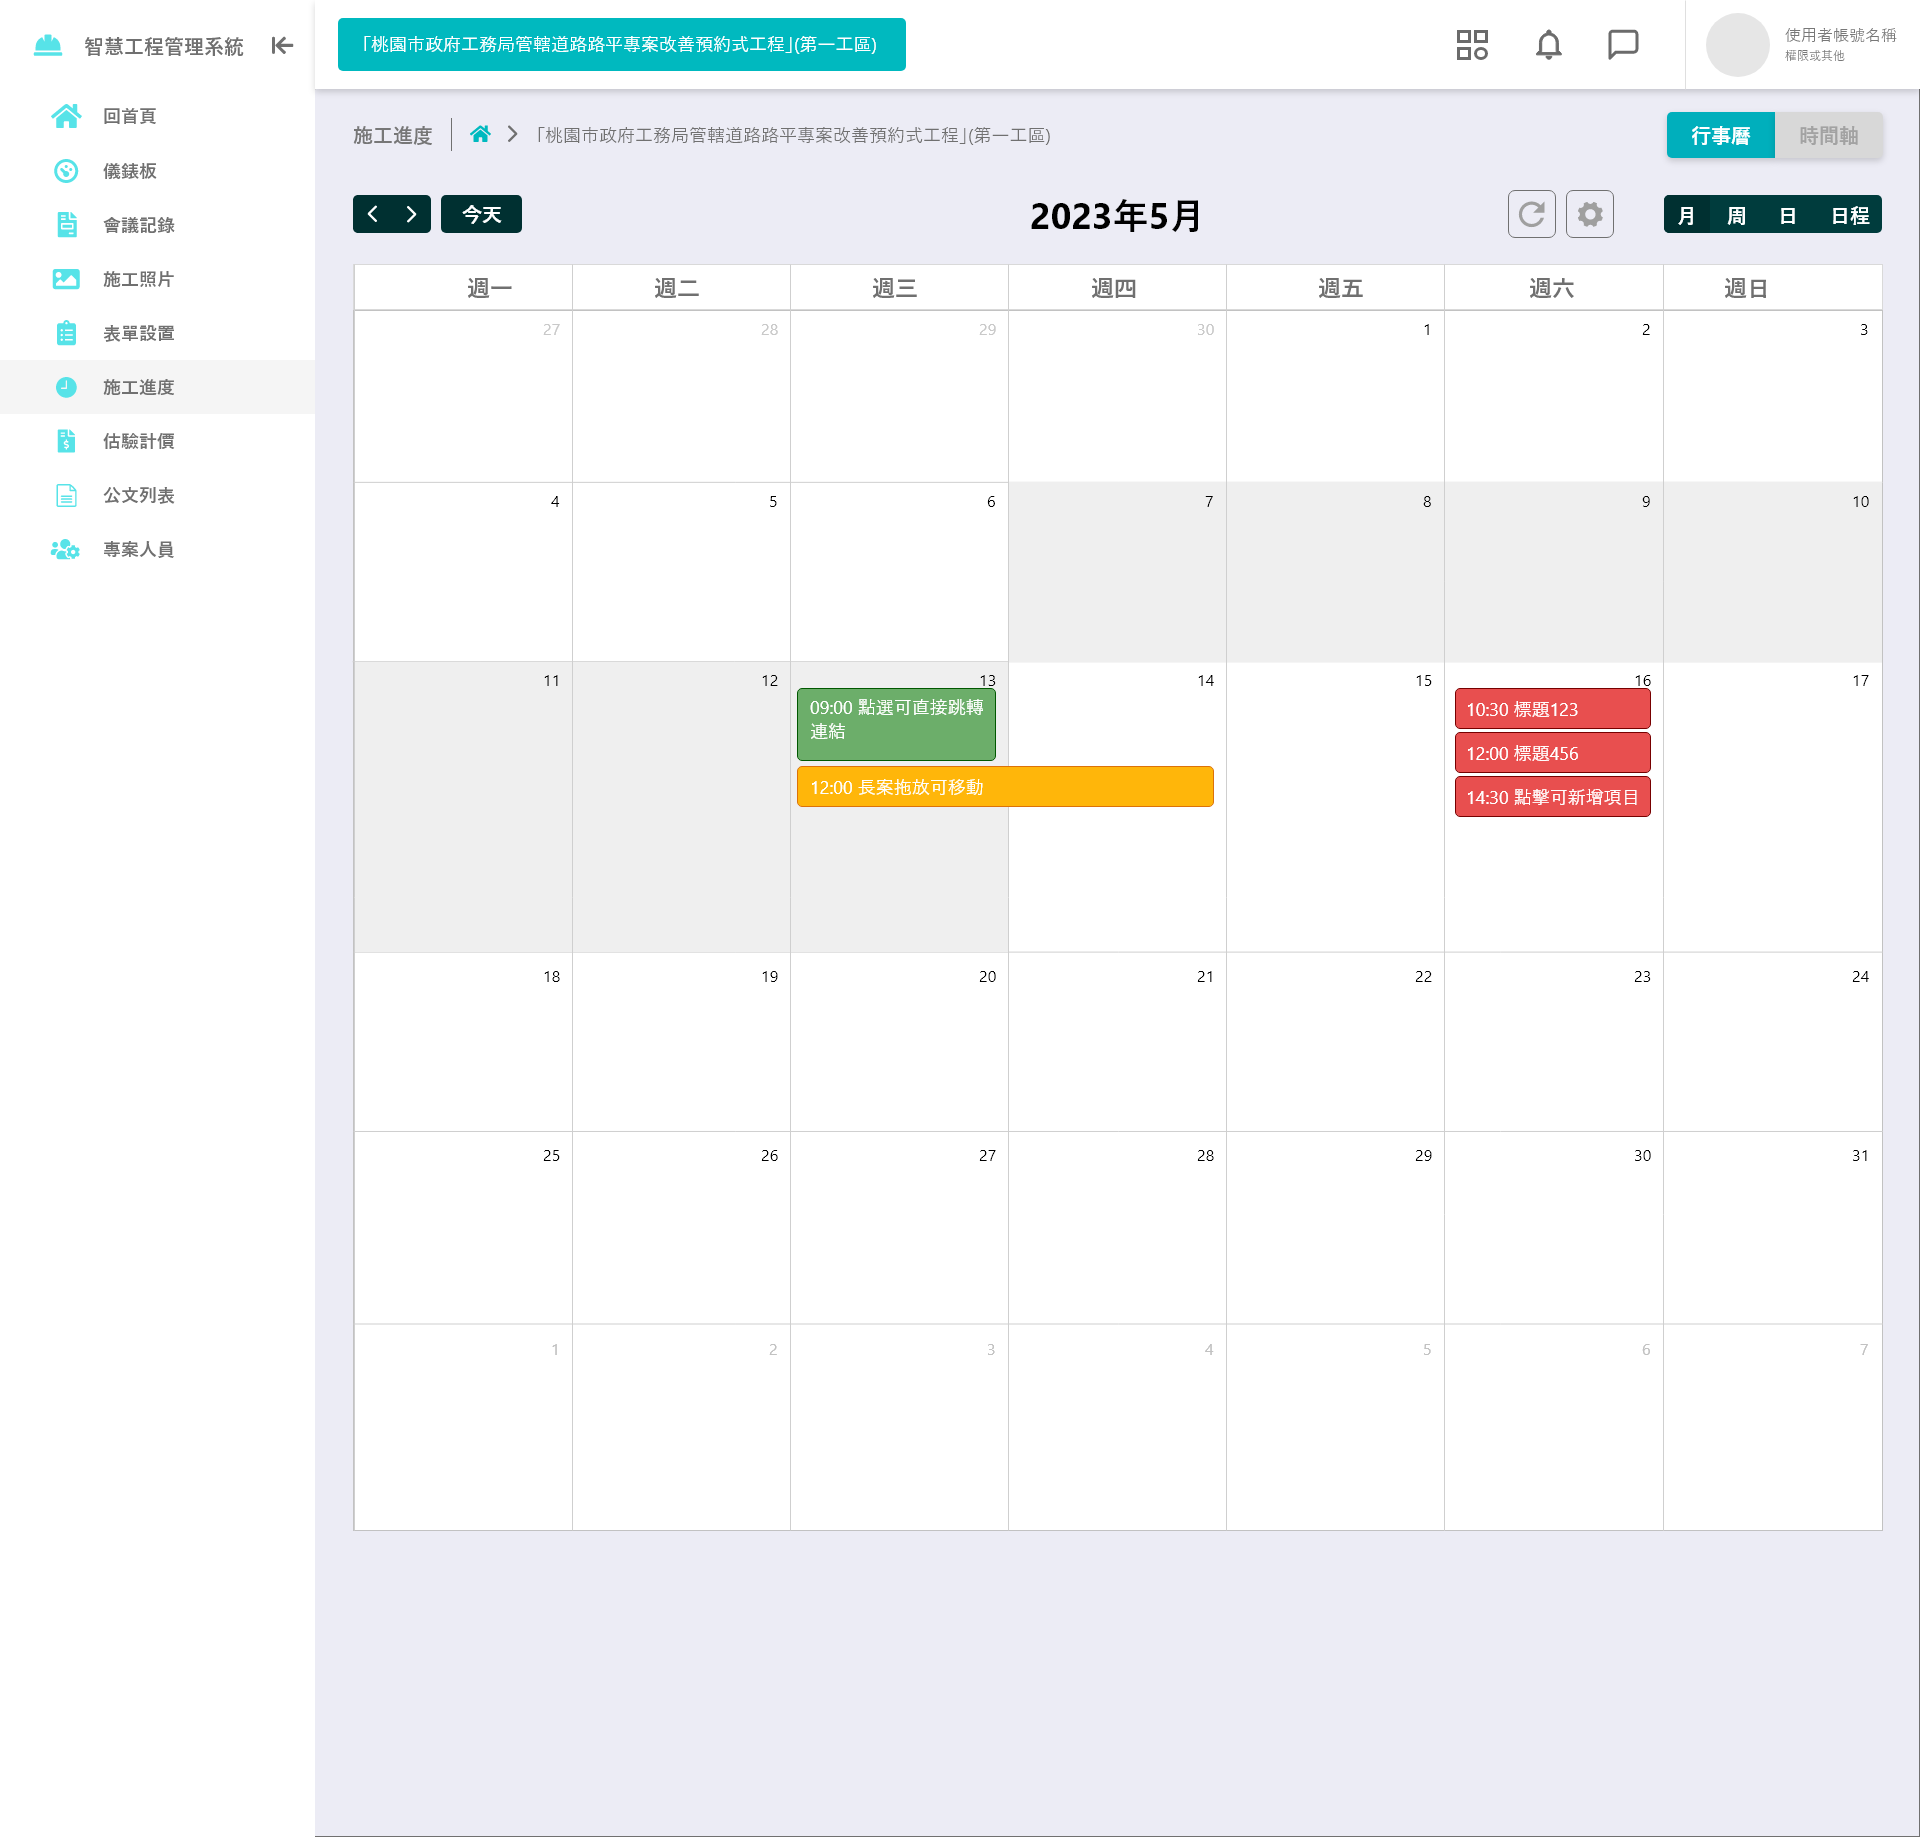 智慧工程管理系統
回首頁
儀錶板
會議記錄
施工照片
表單設置
施工進度
估驗計價
公文列表
專案人員
「桃園市政府工務局管轄道路路平專案改善預約式工程」(第一工區)
使用者帳號名稱
權限或其他
施工進度
「桃園市政府工務局管轄道路路平專案改善預約式工程」(第一工區)
行事曆 時間軸
今天
2023年5月
月 周 日 日程
週一 週二 週三 週四 週五 週六 週日
27 28 29 30 1 2 3
4 5 6 7 8 9 10
11 12 13 14 15 16 17
09:00 點選可直接跳轉
連結
12:00 長案拖放可移動
10:30 標題123
12:00 標題456
14:30 點擊可新增項目
18 19 20 21 22 23 24
25 26 27 28 29 30 31
1 2 3 4 5 6 7